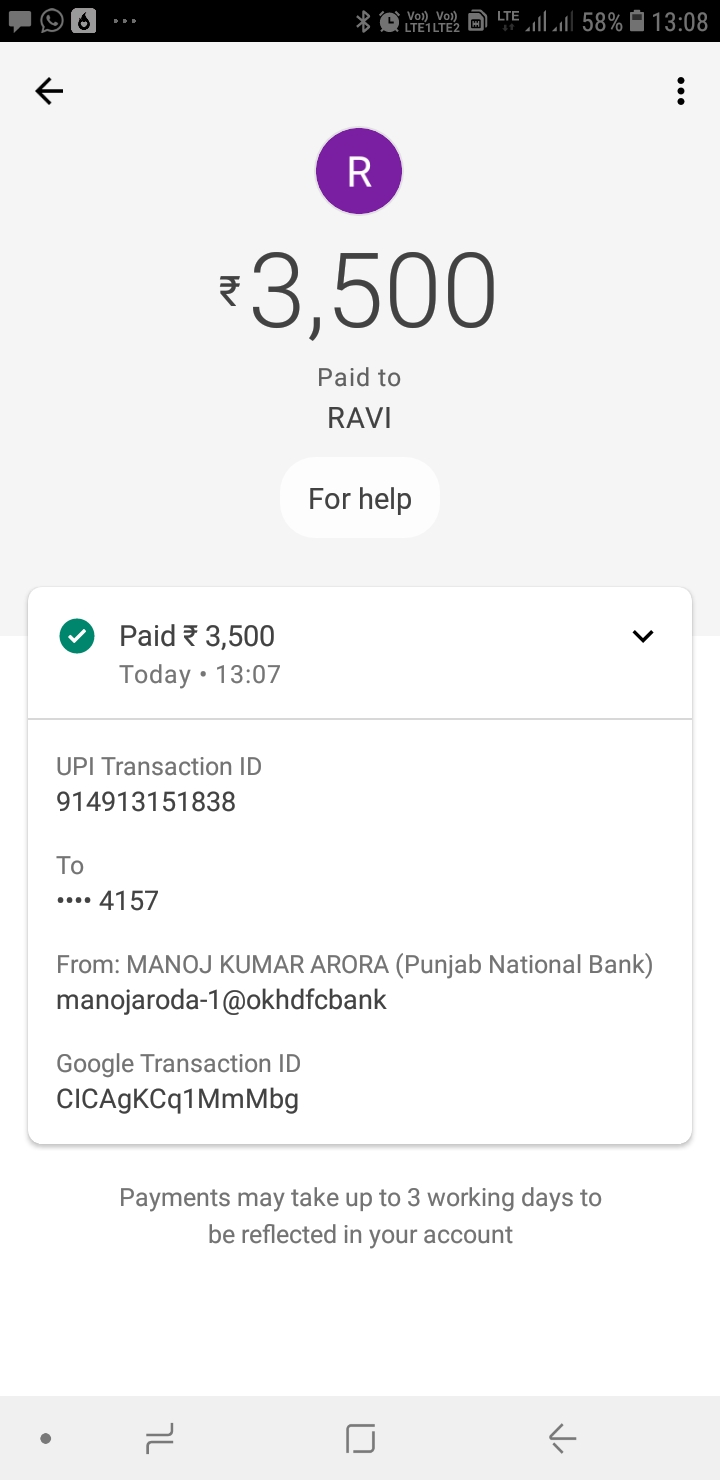 Vo) Vo) LTE 58% 13:08
LTE1 LTE2
R
₹3,500
Paid to
RAVI
For help
Paid ₹ 3,500
Today • 13:07
UPI Transaction ID
914913151838
To
•••• 4157
From: MANOJ KUMAR ARORA (Punjab National Bank)
manojaroda-1@okhdfcbank
Google Transaction ID
CICAgKCq1MmMbg
Payments may take up to 3 working days to
be reflected in your account